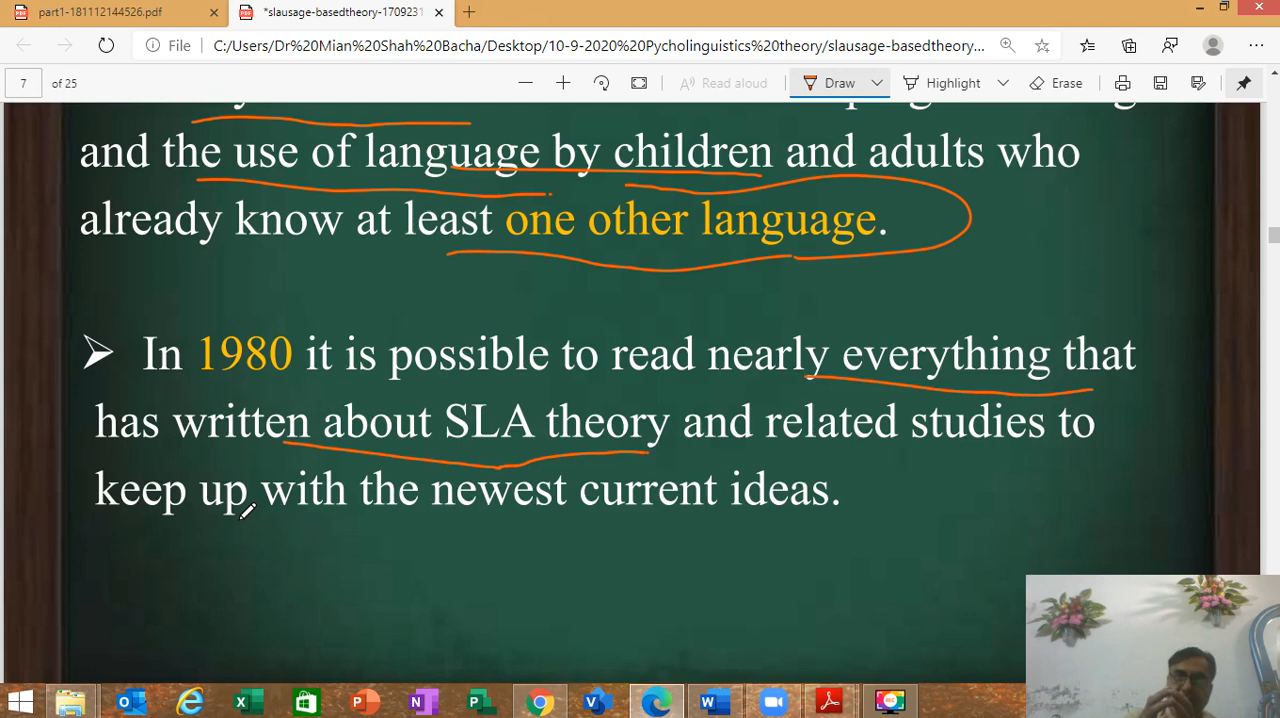 part1-181112144526.pdf
*slausage-basedtheory-1709231
File
C:/Users/Dr%20Mian%20Shah%20Bacha/Desktop/10-9-2020%20Pycholinguistics%20theory/slausage-basedtheory...
7 of 25
Read aloud
Draw
Highlight
Erase
and the use of language by children and adults who
already know at least one other language.
➢ In 1980 it is possible to read nearly everything that
has written about SLA theory and related studies to
keep up with the newest current ideas.